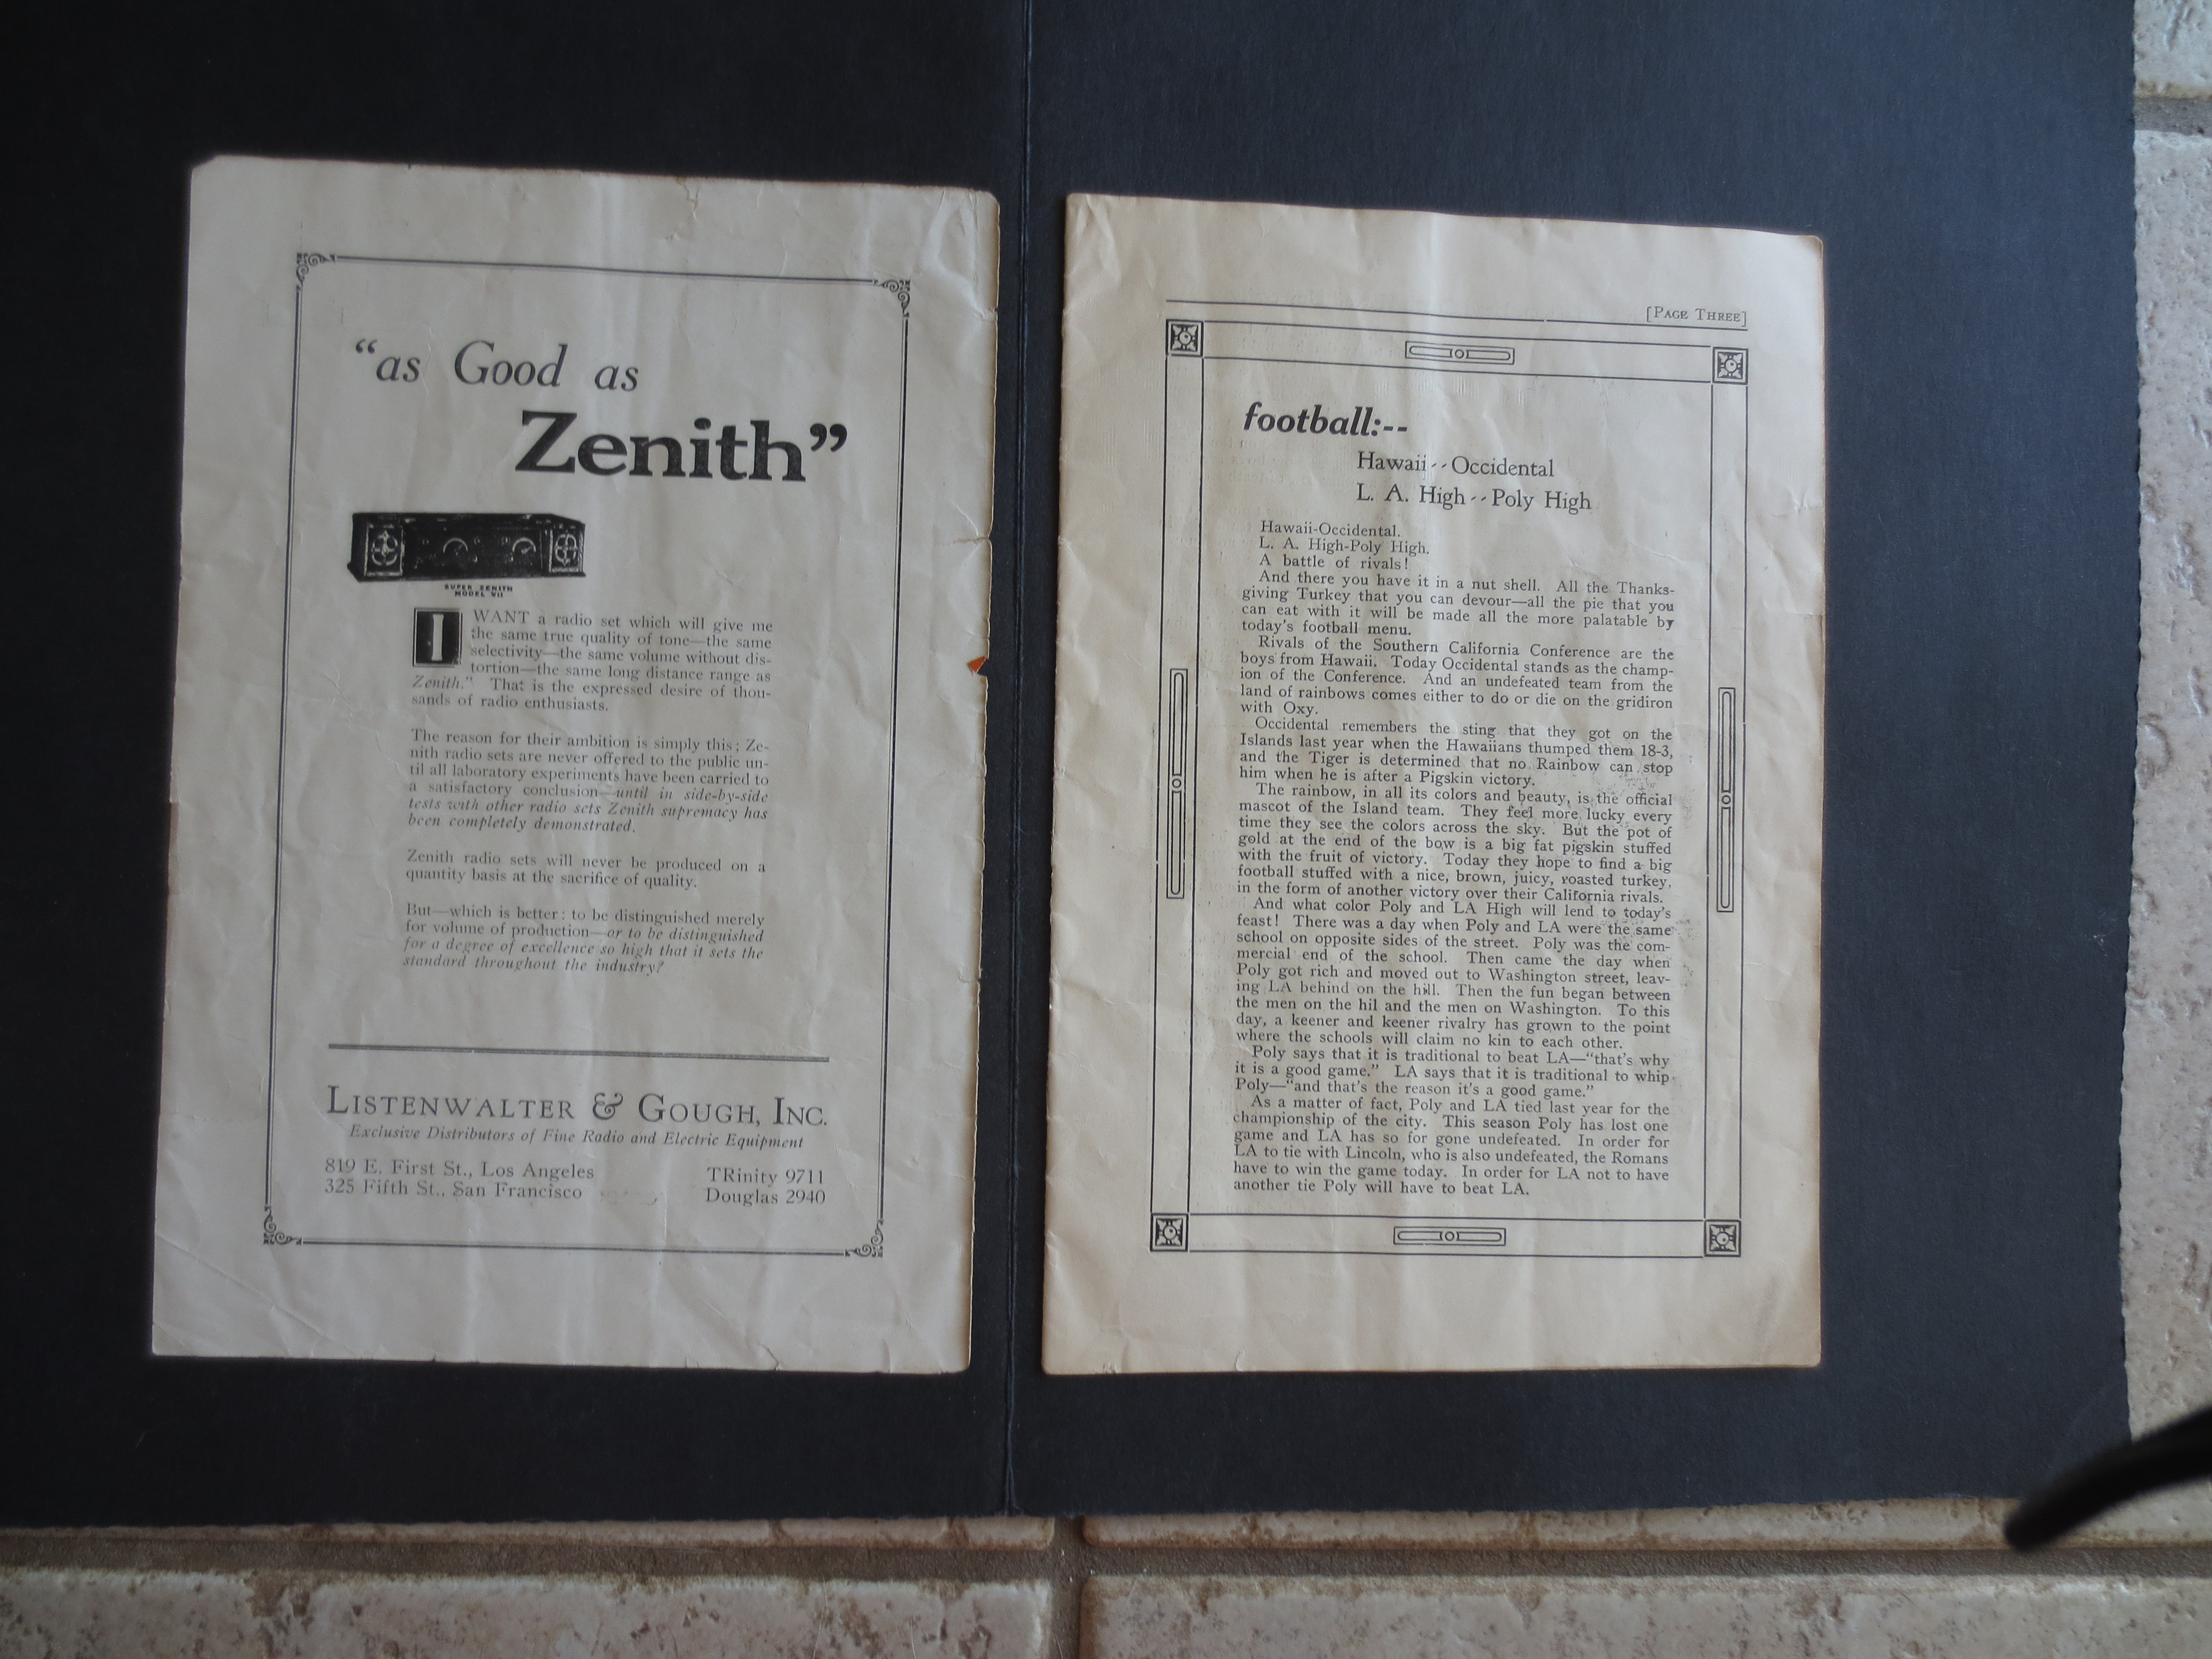 “as Good as
Zenith”
SUPER ZENITH
MODEL VII
I WANT a radio set which will give me
the same true quality of tone—the same
selectivity—the same volume without dis-
tortion—the same long distance range as
Zenith.” That is the expressed desire of thou-
sands of radio enthusiasts.
The reason for their ambition is simply this; Ze-
nith radio sets are never offered to the public un-
til all laboratory experiments have been carried to
a satisfactory conclusion—until in side-by-side
tests with other radio sets Zenith supremacy has
been completely demonstrated.
Zenith radio sets will never be produced on a
quantity basis at the sacrifice of quality.
But—which is better: to be distinguished merely
for volume of production—or to be distinguished
for a degree of excellence so high that it sets the
standard throughout the industry?
LISTENWALTER & GOUGH, INC.
Exclusive Distributors of Fine Radio and Electric Equipment
819 E. First St., Los Angeles TRinity 9711
325 Fifth St., San Francisco Douglas 2940
[PAGE THREE]
football:--
Hawaii--Occidental
L. A. High--Poly High
Hawaii-Occidental.
L. A. High-Poly High.
A battle of rivals!
And there you have it in a nut shell. All the Thanks-
giving Turkey that you can devour—all the pie that you
can eat with it will be made all the more palatable by
today's football menu.
Rivals of the Southern California Conference are the
boys from Hawaii. Today Occidental stands as the champ-
ion of the Conference. And an undefeated team from the
land of rainbows comes either to do or die on the gridiron
with Oxy.
Occidental remembers the sting that they got on the
Islands last year when the Hawaiians thumped them 18-3,
and the Tiger is determined that no Rainbow can stop
him when he is after a Pigskin victory.
The rainbow, in all its colors and beauty, is the official
mascot of the Island team. They feel more lucky every
time they see the colors across the sky. But the pot of
gold at the end of the bow is a big fat pigskin stuffed
with the fruit of victory. Today they hope to find a big
football stuffed with a nice, brown, juicy, roasted turkey,
in the form of another victory over their California rivals.
And what color Poly and LA High will lend to today's
feast! There was a day when Poly and LA were the same
school on opposite sides of the street. Poly was the com-
mercial end of the school. Then came the day when
Poly got rich and moved out to Washington street, leav-
ing LA behind on the hill. Then the fun began between
the men on the hil and the men on Washington. To this
day, a keener and keener rivalry has grown to the point
where the schools will claim no kin to each other.
Poly says that it is traditional to beat LA—“that's why
it is a good game.” LA says that it is traditional to whip
Poly—“and that's the reason it's a good game.”
As a matter of fact, Poly and LA tied last year for the
championship of the city. This season Poly has lost one
game and LA has so for gone undefeated. In order for
LA to tie with Lincoln, who is also undefeated, the Romans
have to win the game today. In order for LA not to have
another tie Poly will have to beat LA.